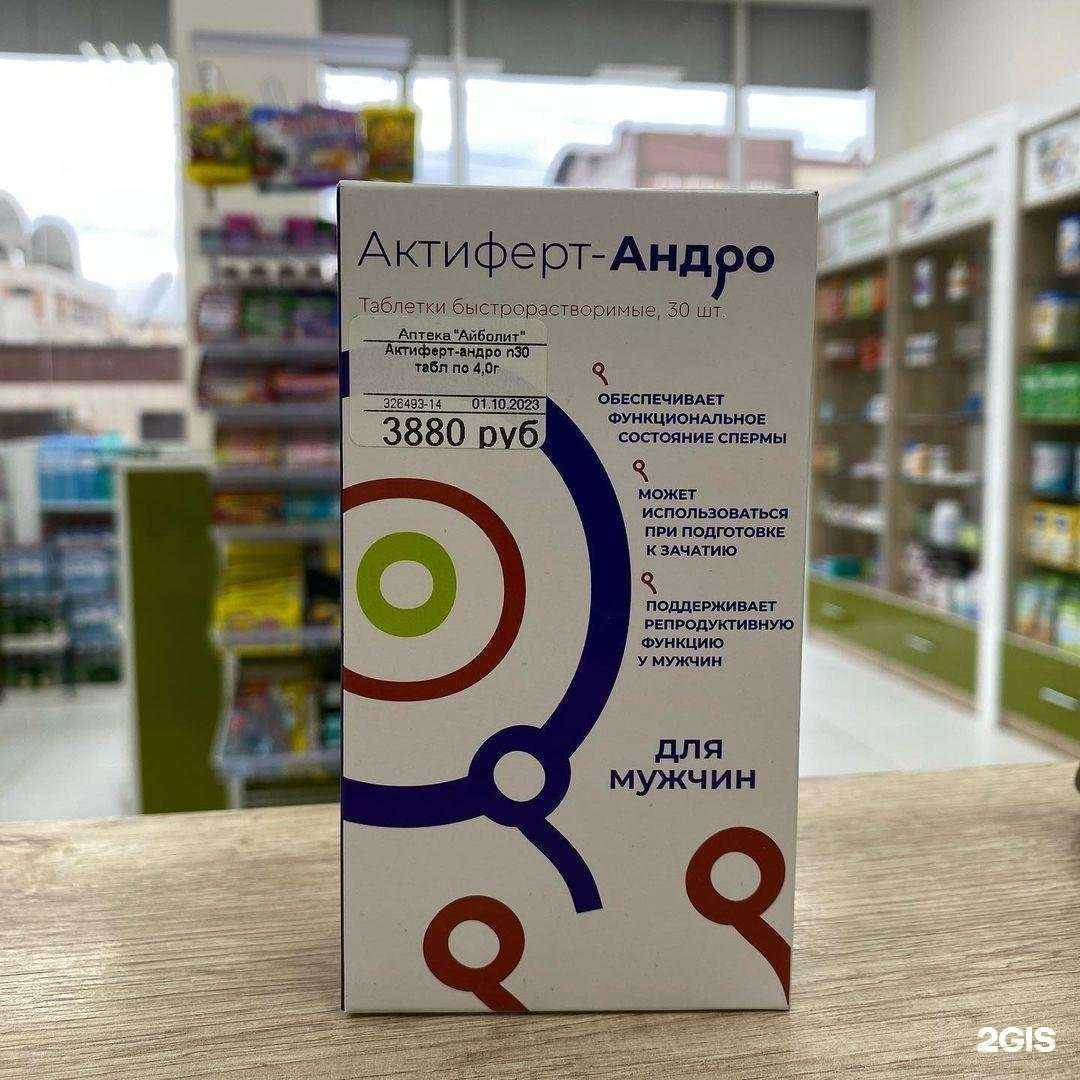 Актиферт-Андро
Таблетки быстрорастворимые, 30 шт.
Аптека "Айболит"
Актиферт-андро n30
табл по 4,0г
326493-14 01.10.2023
3880 руб
ОБЕСПЕЧИВАЕТ
ФУНКЦИОНАЛЬНОЕ
СОСТОЯНИЕ СПЕРМЫ
МОЖЕТ
ИСПОЛЬЗОВАТЬСЯ
ПРИ ПОДГОТОВКЕ
К ЗАЧАТИЮ
ПОДДЕРЖИВАЕТ
РЕПРОДУКТИВНУЮ
ФУНКЦИЮ
У МУЖЧИН
ДЛЯ
МУЖЧИН
2GIS